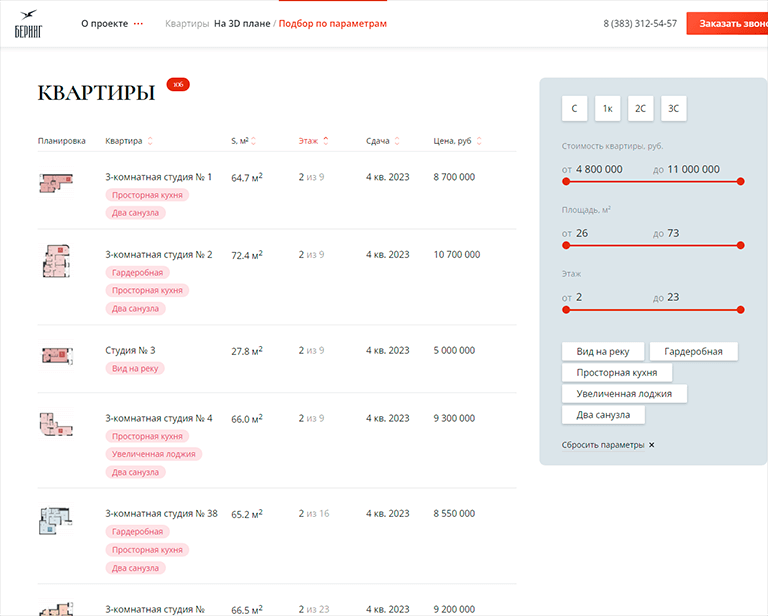 БЕРИНГ
О проекте ••• Квартиры На 3D плане / Подбор по параметрам 8 (383) 312-54-57 Заказать звоно
КВАРТИРЫ 106
Планировка Квартира S, м² Этаж Сдача Цена, руб
3-комнатная студия № 1 64.7 м² 2 из 9 4 кв. 2023 8 700 000
Просторная кухня
Два санузла
3-комнатная студия № 2 72.4 м² 2 из 9 4 кв. 2023 10 700 000
Гардеробная
Просторная кухня
Два санузла
Студия № 3 27.8 м² 2 из 9 4 кв. 2023 5 000 000
Вид на реку
3-комнатная студия № 4 66.0 м² 2 из 9 4 кв. 2023 9 300 000
Просторная кухня
Увеличенная лоджия
Два санузла
3-комнатная студия № 38 65.2 м² 2 из 16 4 кв. 2023 8 550 000
Гардеробная
Просторная кухня
Два санузла
3-комнатная студия № 66.5 м² 2 из 23 4 кв. 2023 9 200 000
С 1к 2С 3С
Стоимость квартиры, руб.
от 4 800 000 до 11 000 000
Площадь, м²
от 26 до 73
Этаж
от 2 до 23
Вид на реку Гардеробная
Просторная кухня
Увеличенная лоджия
Два санузла
Сбросить параметры ×